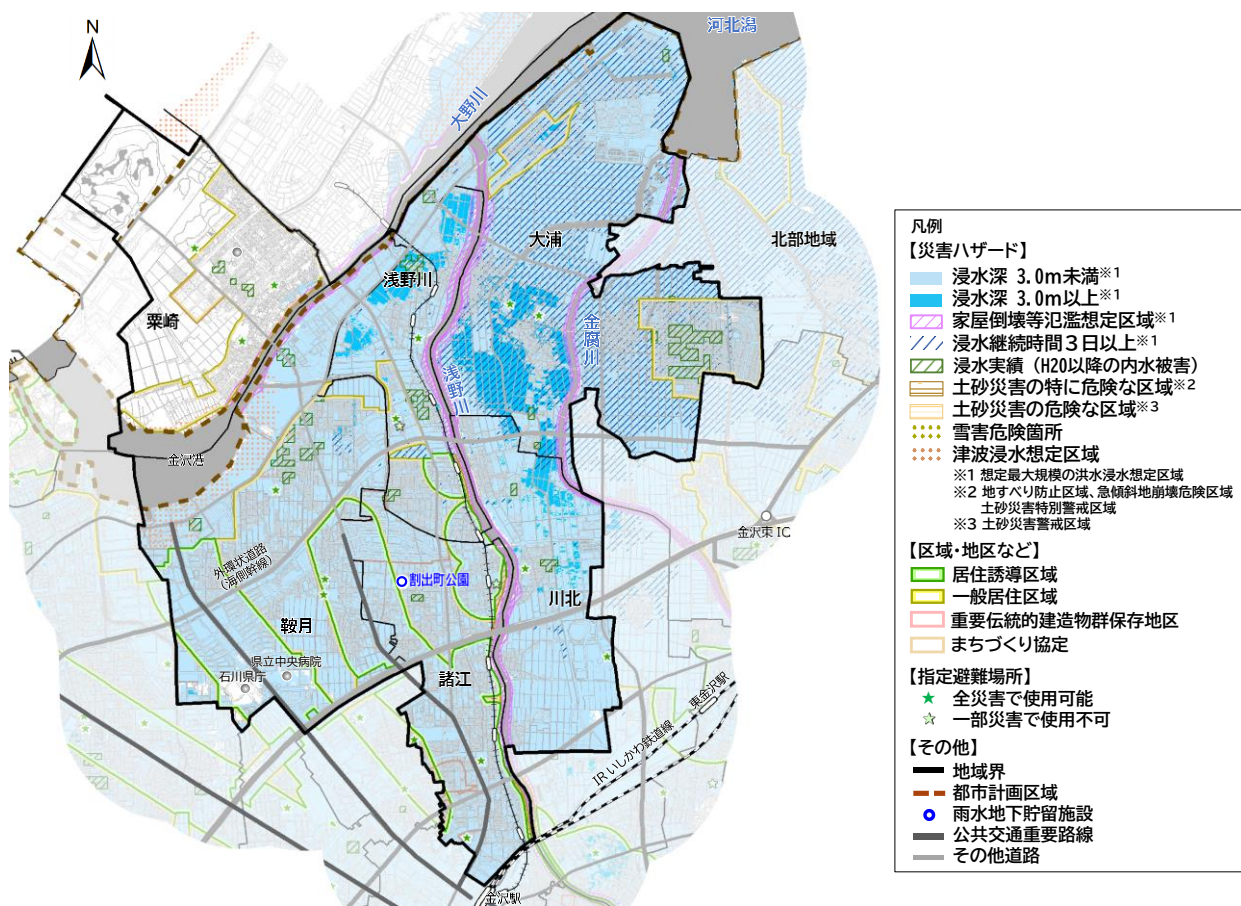 N
河北潟
大野川
大浦
北部地域
浅野川
粟崎
金腐川
浅野川
金沢港
金沢東IC
外環状道路
(海側幹線)
割出町公園
川北
鞍月
県立中央病院
石川県庁
諸江
東金沢駅
IRいしかわ鉄道線
金沢駅
凡例
【災害ハザード】
浸水深 3.0m未満※1
浸水深 3.0m以上※1
家屋倒壊等氾濫想定区域※1
浸水継続時間3日以上※1
浸水実績(H20以降の内水被害)
土砂災害の特に危険な区域※2
土砂災害の危険な区域※3
雪害危険箇所
津波浸水想定区域
※1 想定最大規模の洪水浸水想定区域
※2 地すべり防止区域、急傾斜地崩壊危険区域
土砂災害特別警戒区域
※3 土砂災害警戒区域
【区域・地区など】
居住誘導区域
一般居住区域
重要伝統的建造物群保存地区
まちづくり協定
【指定避難場所】
全災害で使用可能
一部災害で使用不可
【その他】
地域界
都市計画区域
雨水地下貯留施設
公共交通重要路線
その他道路